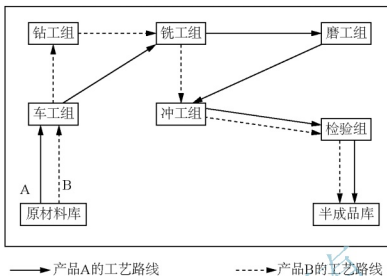 钻工组 铣工组 磨工组
车工组 冲工组
检验组
A B
原材料库 半成品库
产品A的工艺路线 产品B的工艺路线